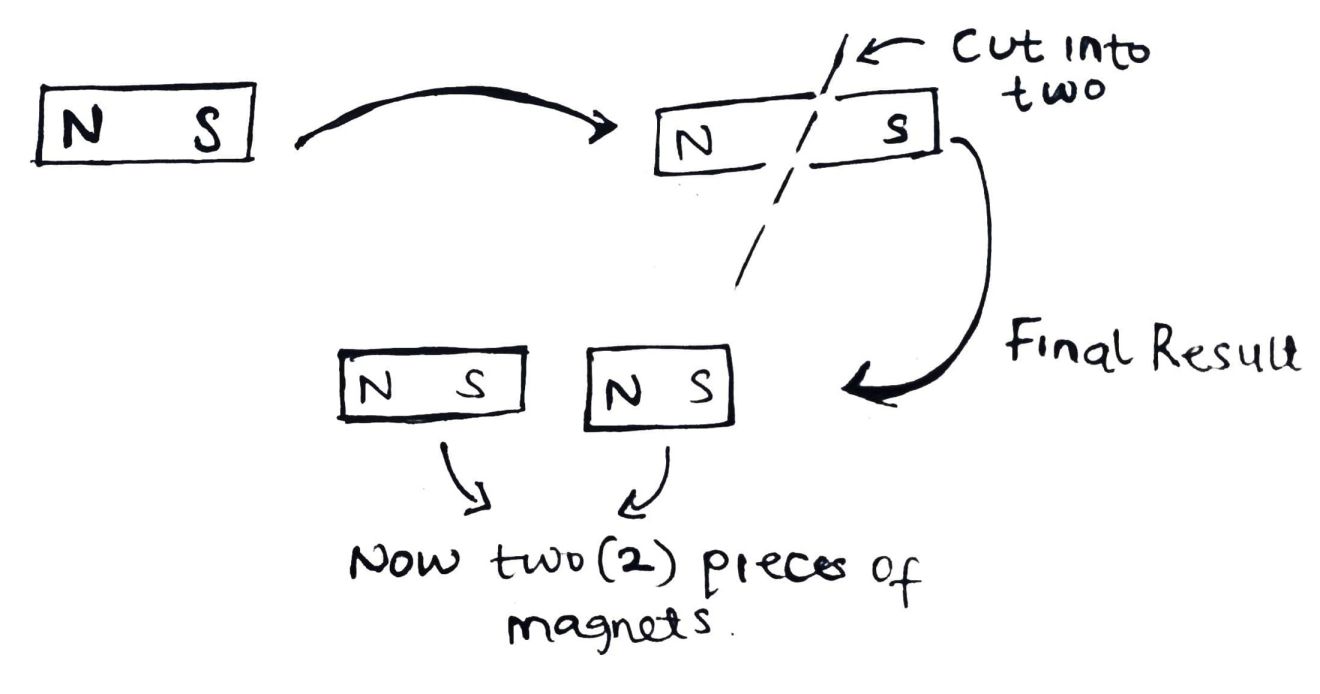 N S
N S
Cut into
two
Final Result
N S
N S
Now two (2) pieces of
magnets.